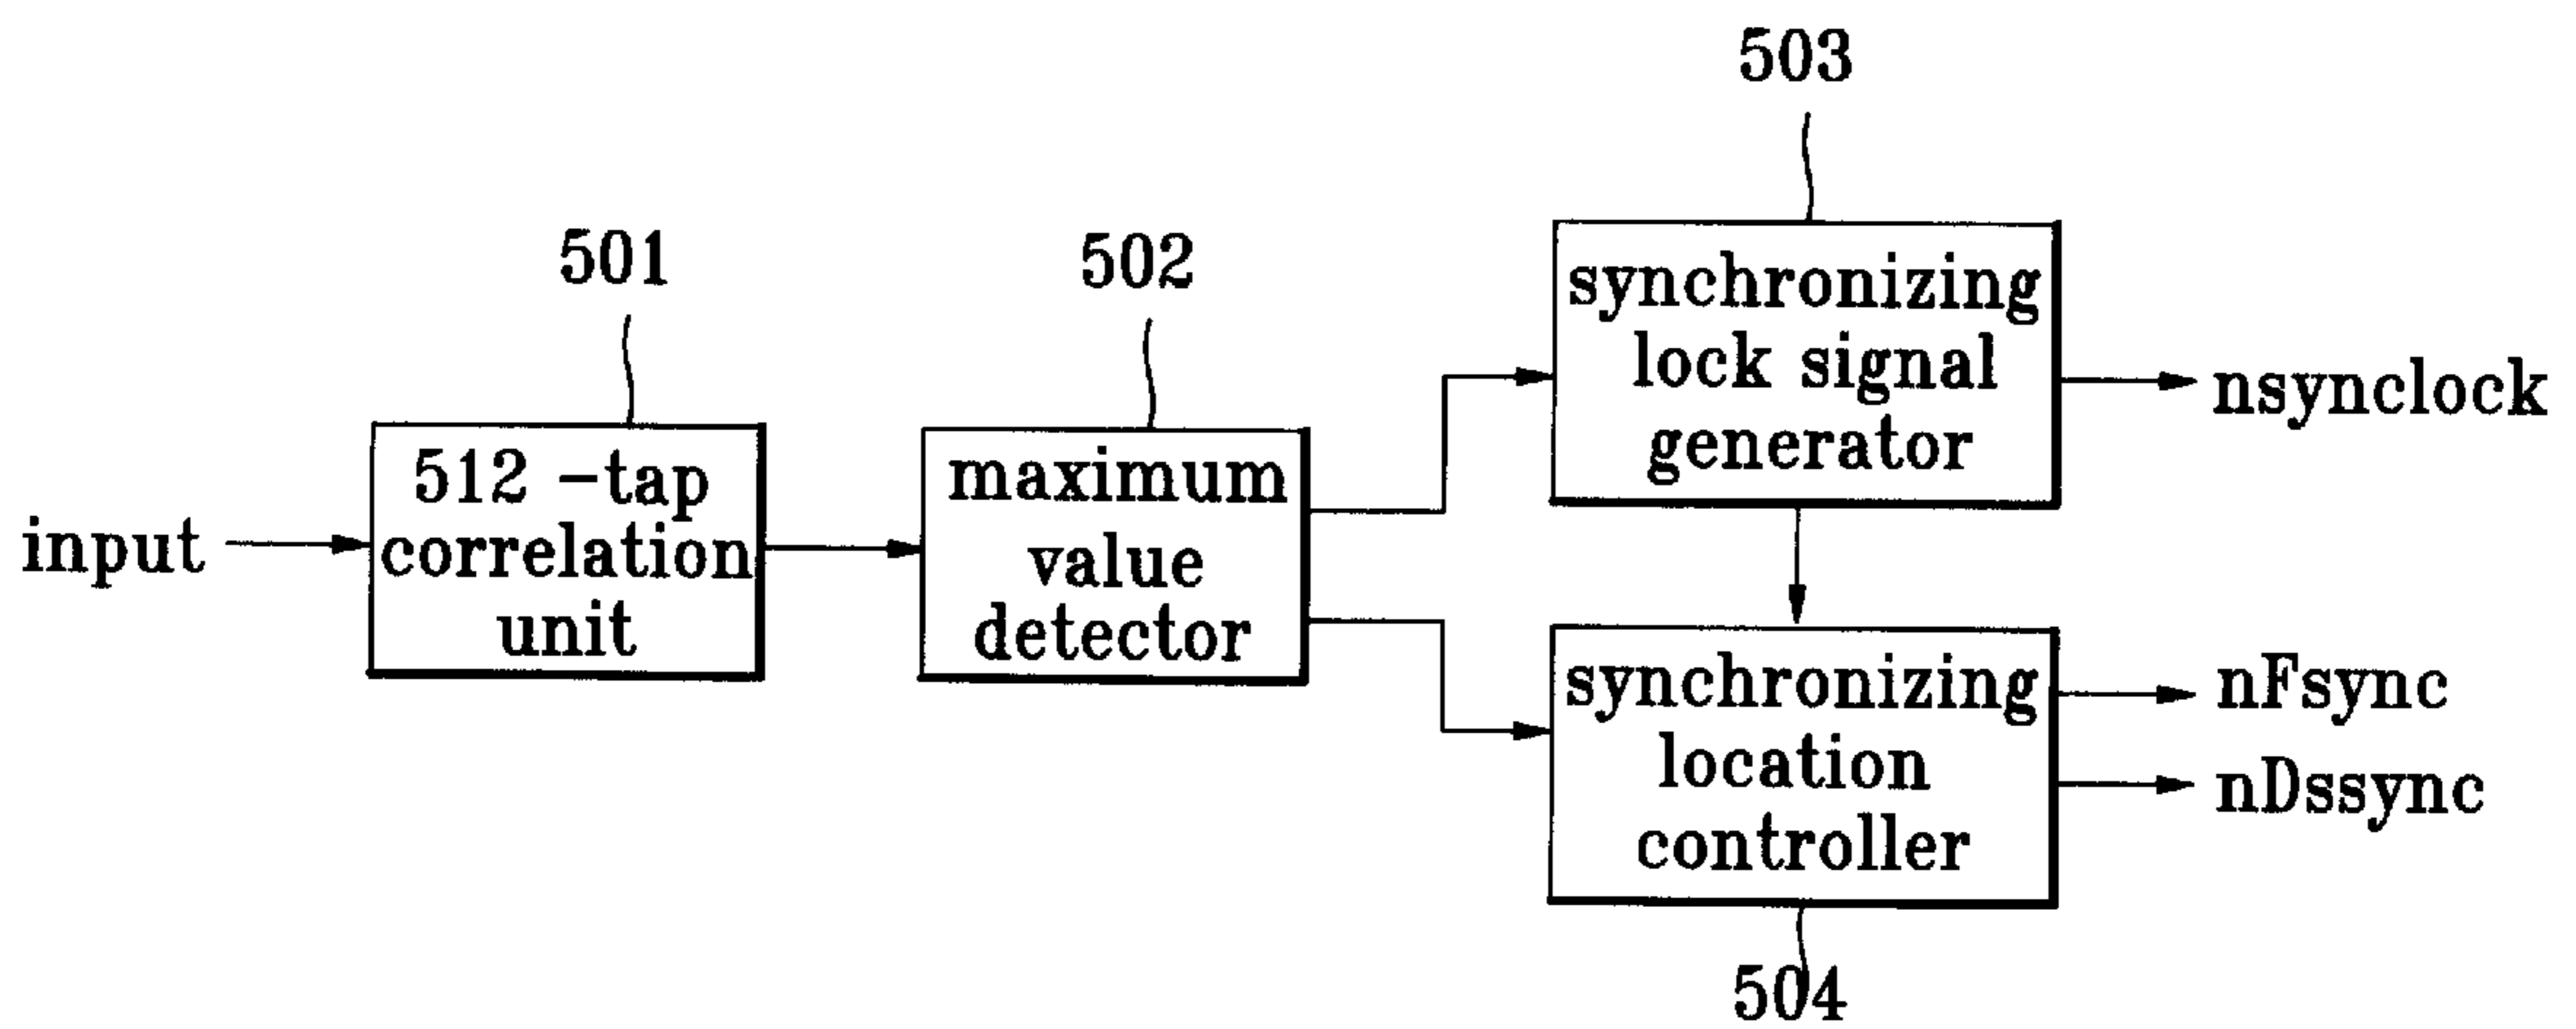 503
501
502
synchronizing
lock signal
generator
nsynclock
512 -tap
correlation
unit
maximum
value
detector
input
synchronizing
location
controller
nFsync
nDssync
504